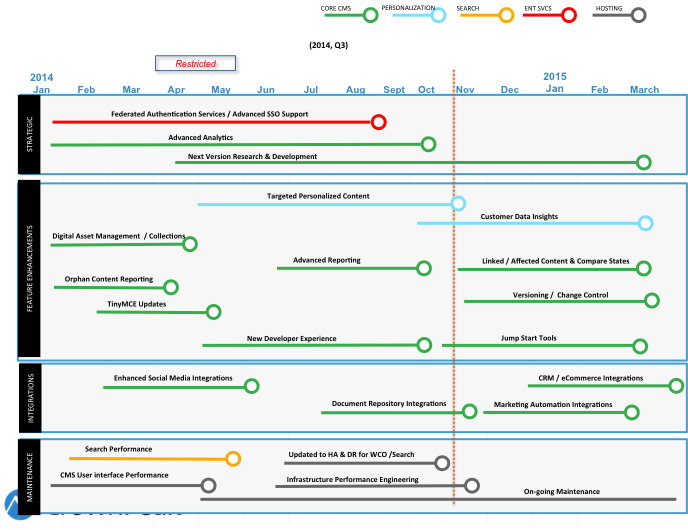 CORE CMS
PERSONALIZATION
SEARCH
ENT SVCS
HOSTING
(2014, Q3)
Restricted
2014
2015
Jan Feb Mar Apr May Jun Jul Aug Sept Oct Nov Dec Jan Feb March
STRATEGIC
Federated Authentication Services / Advanced SSO Support
Advanced Analytics
Next Version Research & Development
FEATURE ENHANCEMENTS
Targeted Personalized Content
Customer Data Insights
Digital Asset Management / Collections
Advanced Reporting
Linked / Affected Content & Compare States
Orphan Content Reporting
Versioning / Change Control
TinyMCE Updates
New Developer Experience
Jump Start Tools
INTEGRATIONS
Enhanced Social Media Integrations
CRM / eCommerce Integrations
Document Repository Integrations
Marketing Automation Integrations
MAINTENANCE
Search Performance
Updated to HA & DR for WCO /Search
CMS User interface Performance
Infrastructure Performance Engineering
On-going Maintenance